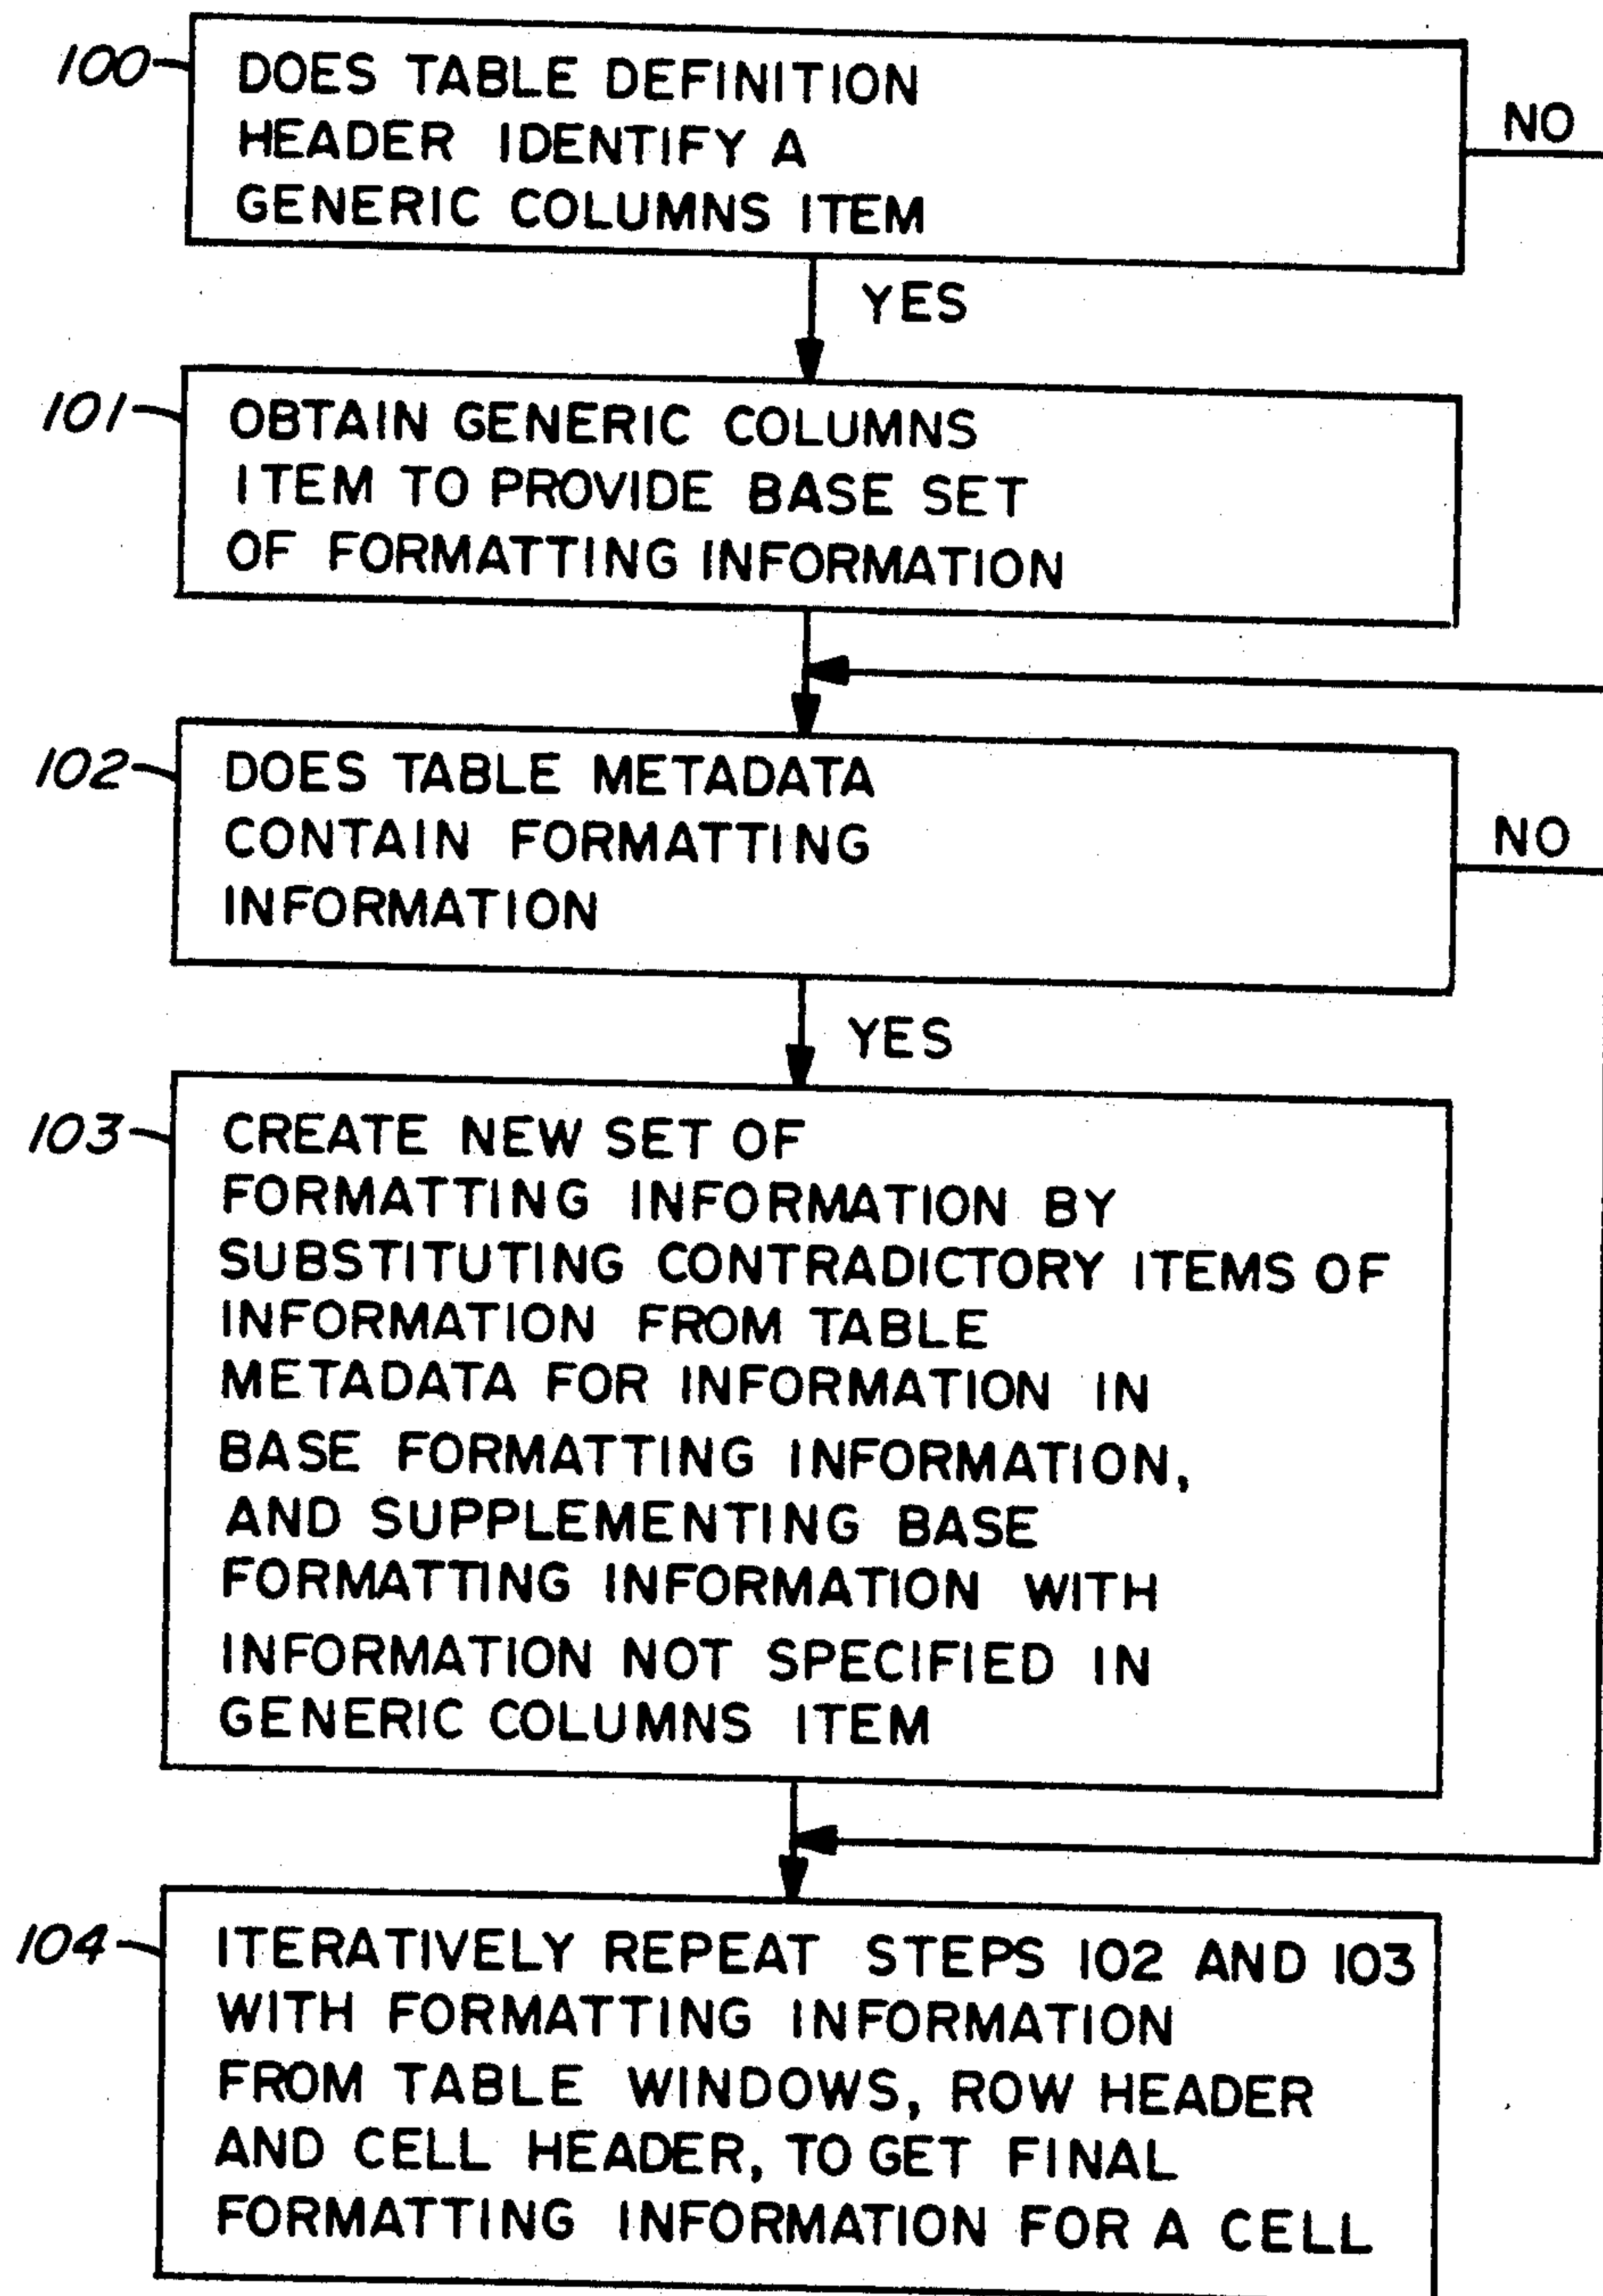 100
DOES TABLE DEFINITION
HEADER IDENTIFY A
GENERIC COLUMNS ITEM
NO
YES
101
OBTAIN GENERIC COLUMNS
ITEM TO PROVIDE BASE SET
OF FORMATTING INFORMATION
102
DOES TABLE METADATA
CONTAIN FORMATTING
INFORMATION
NO
YES
103
CREATE NEW SET OF
FORMATTING INFORMATION BY
SUBSTITUTING CONTRADICTORY ITEMS OF
INFORMATION FROM TABLE
METADATA FOR INFORMATION IN
BASE FORMATTING INFORMATION,
AND SUPPLEMENTING BASE
FORMATTING INFORMATION WITH
INFORMATION NOT SPECIFIED IN
GENERIC COLUMNS ITEM
104
ITERATIVELY REPEAT STEPS 102 AND 103
WITH FORMATTING INFORMATION
FROM TABLE WINDOWS, ROW HEADER
AND CELL HEADER, TO GET FINAL
FORMATTING INFORMATION FOR A CELL